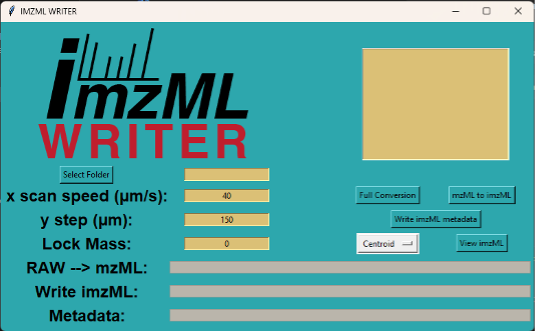 IMZML WRITER
imzML
WRITER
Select Folder
x scan speed (µm/s): 40
Full Conversion mzML to imzML
y step (µm): 150
Write imzML metadata
Lock Mass: 0
Centroid View imzML
RAW --> mzML:
Write imzML:
Metadata: